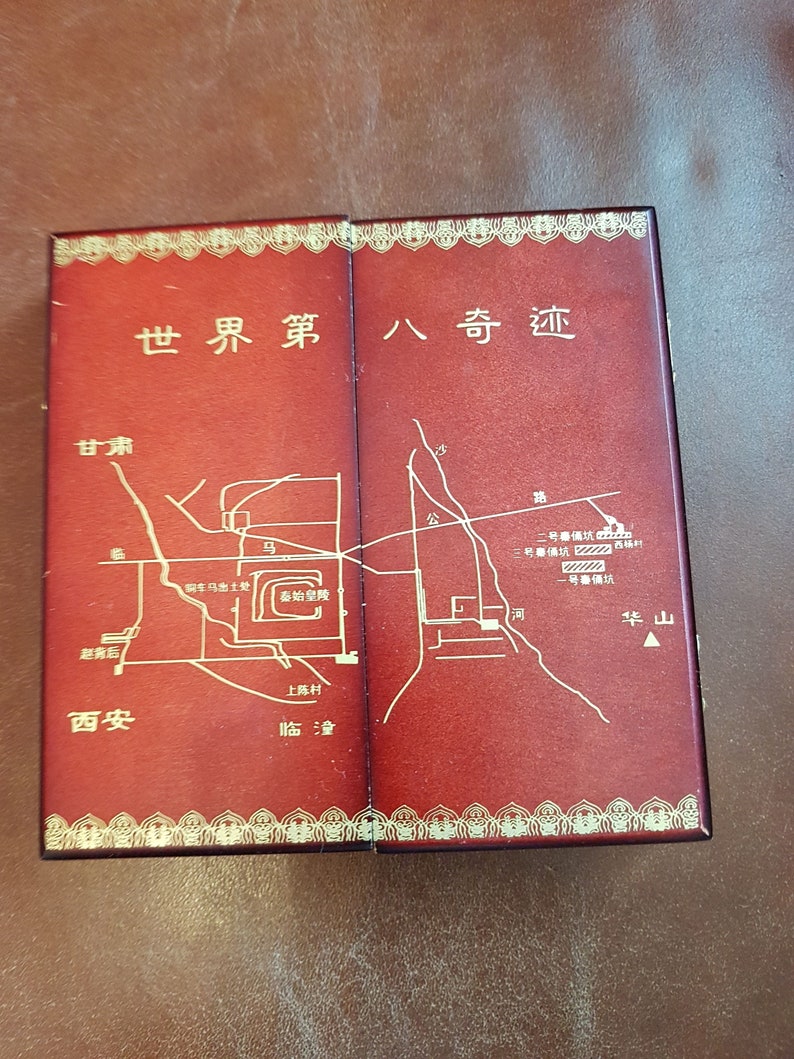 世界第八奇迹
甘肃
沙
路
公
二号秦俑坑
西杨村
临
马
三号秦俑坑
一号秦俑坑
铜车马出土处
秦始皇陵
河
华山
赵背后
上陈村
西安
临潼